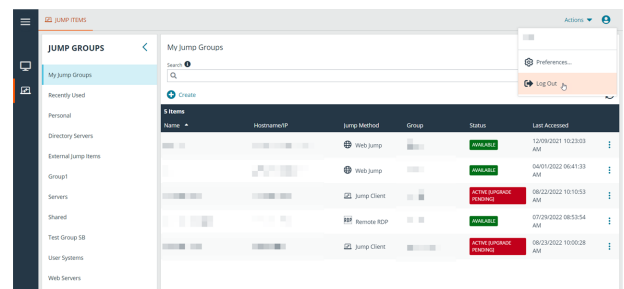 JUMP ITEMS
Actions
JUMP GROUPS
My Jump Groups
Recently Used
Personal
Directory Servers
External Jump Items
Group1
Servers
Shared
Test Group SB
User Systems
Web Servers
My Jump Groups
Search
Create
Preferences...
Log Out
5 Items
Name Hostname/IP Jump Method Group Status Last Accessed
Web Jump AVAILABLE 12/09/2021 10:23:03 AM
Web Jump AVAILABLE 04/01/2022 06:41:33 AM
Jump Client ACTIVE [UPGRADE PENDING] 08/22/2022 10:10:53 AM
RDP Remote RDP AVAILABLE 07/29/2022 08:53:54 AM
Jump Client ACTIVE [UPGRADE PENDING] 08/23/2022 10:00:28 AM